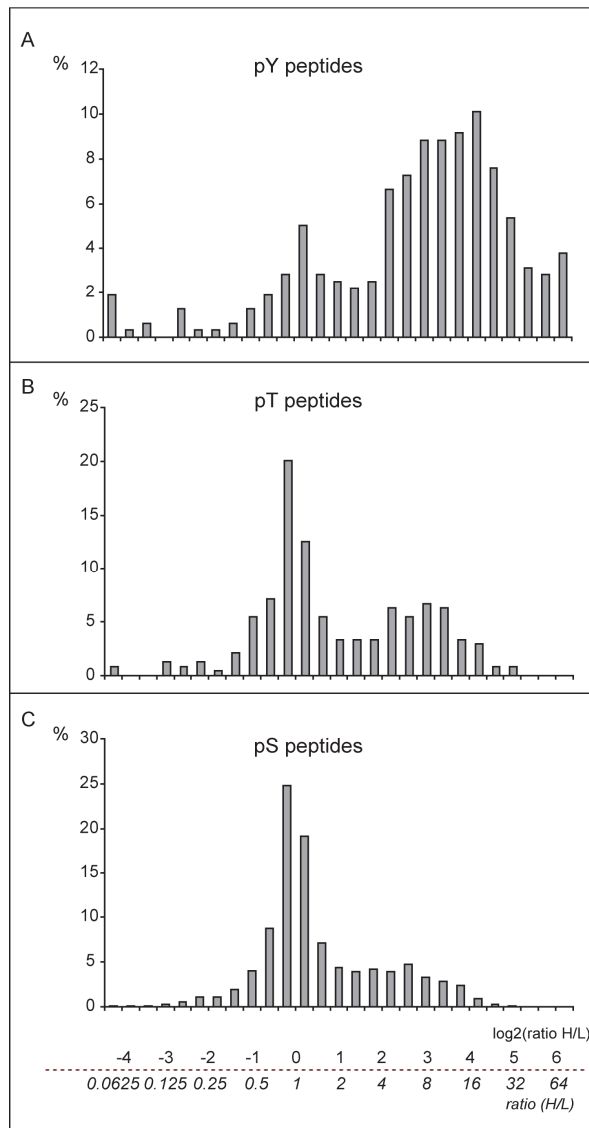 A
%
pY peptides
12
10
8
6
4
2
0
B
%
pT peptides
25
20
15
10
5
0
C
%
pS peptides
30
25
20
15
10
5
0
log2(ratio H/L)
-4 -3 -2 -1 0 1 2 3 4 5 6
0.0625 0.125 0.25 0.5 1 2 4 8 16 32 64
ratio (H/L)